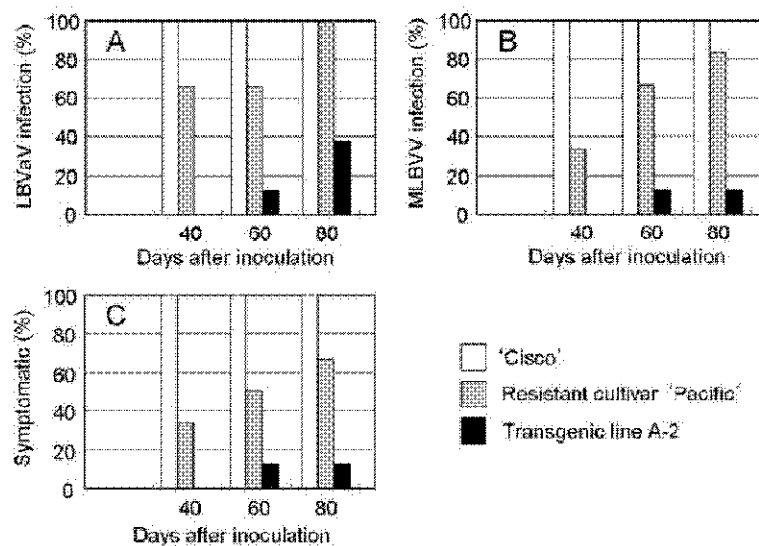 A
LBVaV infection (%)
100
80
60
40
20
0
40 60 80
Days after inoculation
B
MLBVV infection (%)
100
80
60
40
20
0
40 60 80
Days after inoculation
C
Symptomatic (%)
100
80
60
40
20
0
40 60 80
Days after inoculation
'Cisco'
Resistant cultivar 'Pacific'
Transgenic line A-2